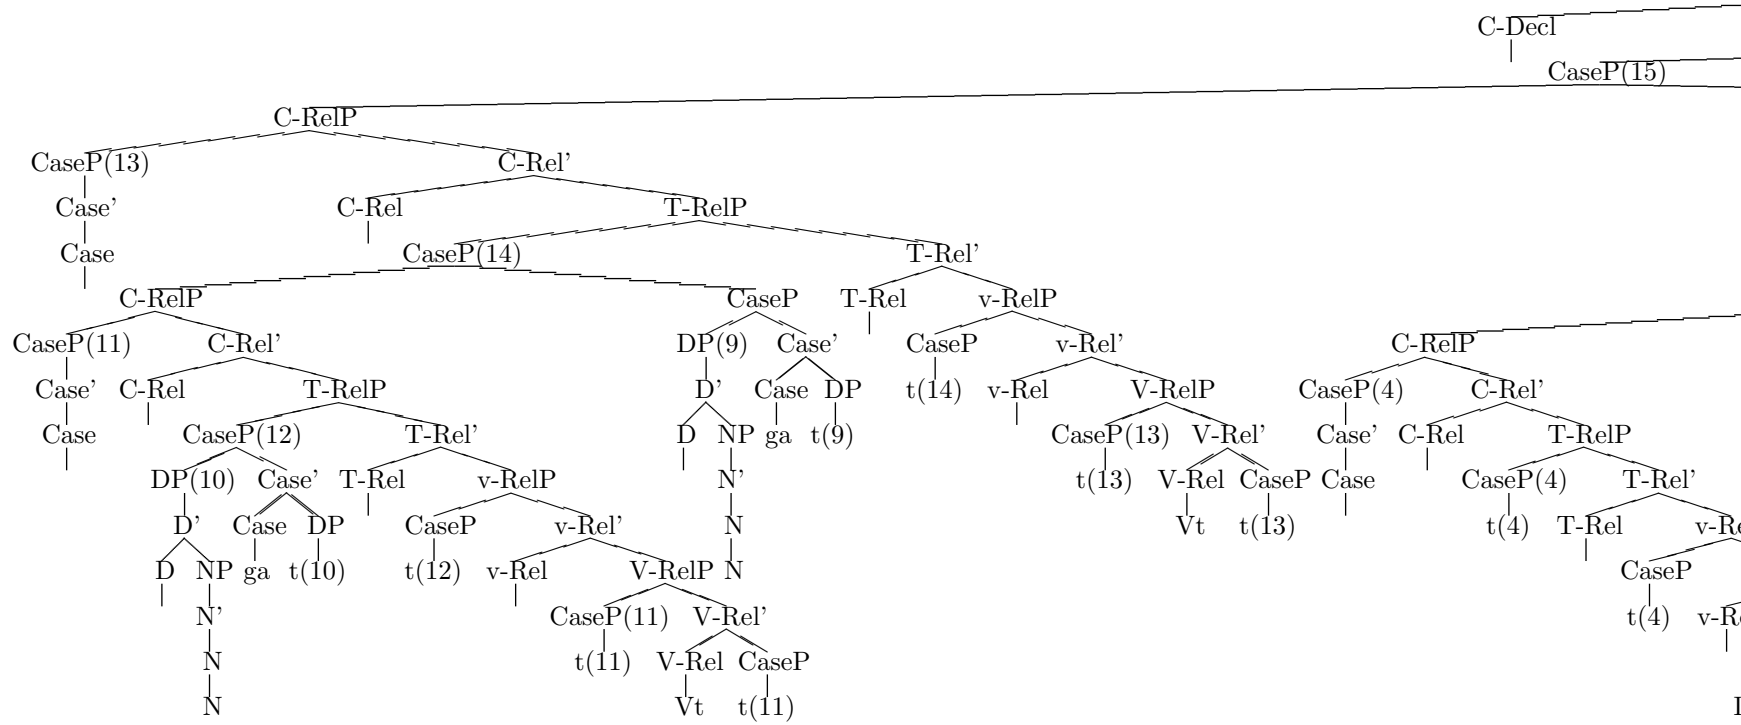 C-Decl
CaseP(15)
C-RelP
CaseP(13) C-Rel'
Case' C-Rel T-RelP
Case CaseP(14) T-Rel'
C-RelP CaseP T-Rel v-RelP
CaseP(11) C-Rel' DP(9) Case' CaseP v-Rel' C-RelP
Case' C-Rel T-RelP D' Case DP t(14) v-Rel V-RelP CaseP(4) C-Rel'
Case CaseP(12) T-Rel' D NP ga t(9) CaseP(13) V-Rel' Case' C-Rel T-RelP
DP(10) Case' T-Rel v-RelP N' t(13) V-Rel CaseP Case CaseP(4) T-Rel'
D' Case DP CaseP v-Rel' N Vt t(13) t(4) T-Rel
D NP ga t(10) t(12) v-Rel V-RelP N CaseP
N' CaseP(11) V-Rel' t(4)
N t(11) V-Rel CaseP
N Vt t(11)